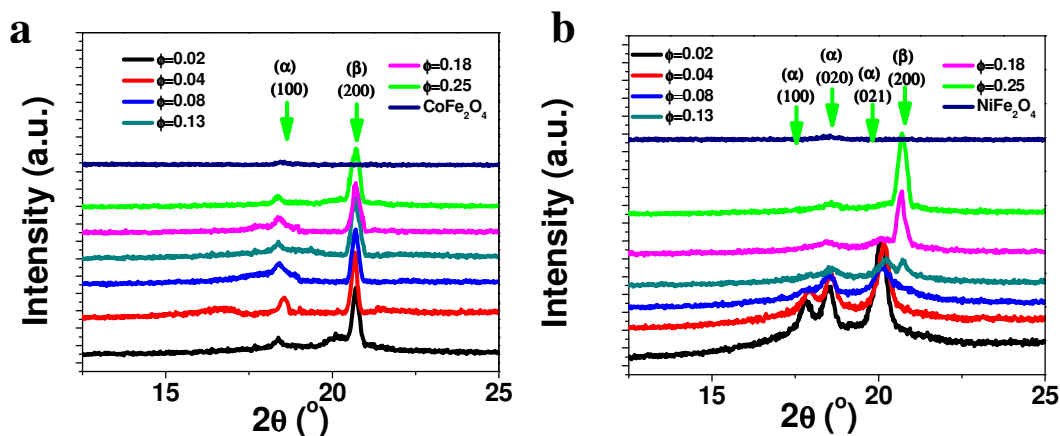 a
ϕ=0.02
ϕ=0.04
ϕ=0.08
ϕ=0.13
(α)
(100)
(β)
(200)
ϕ=0.18
ϕ=0.25
CoFe₂O₄
Intensity (a.u.)
15
20
25
2θ (°)
b
ϕ=0.02
ϕ=0.04
ϕ=0.08
ϕ=0.13
(α)
(100)
(α)
(020)
(α)
(021)
(β)
(200)
ϕ=0.18
ϕ=0.25
NiFe₂O₄
Intensity (a.u.)
15
20
25
2θ (°)